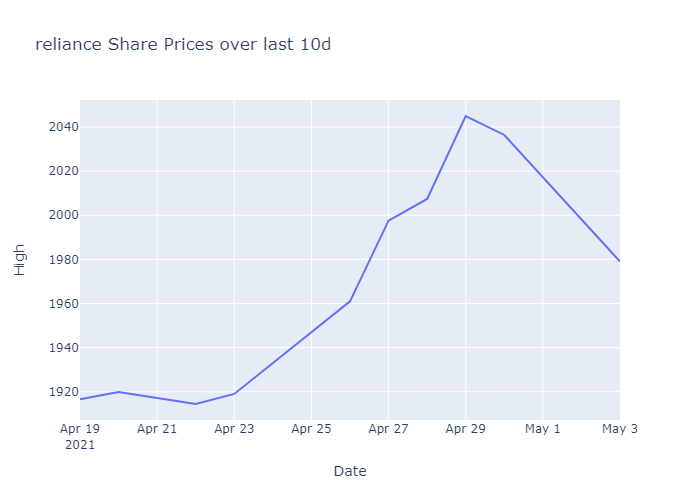 reliance Share Prices over last 10d
High
2040
2020
2000
1980
1960
1940
1920
Apr 19 Apr 21 Apr 23 Apr 25 Apr 27 Apr 29 May 1 May 3
2021
Date